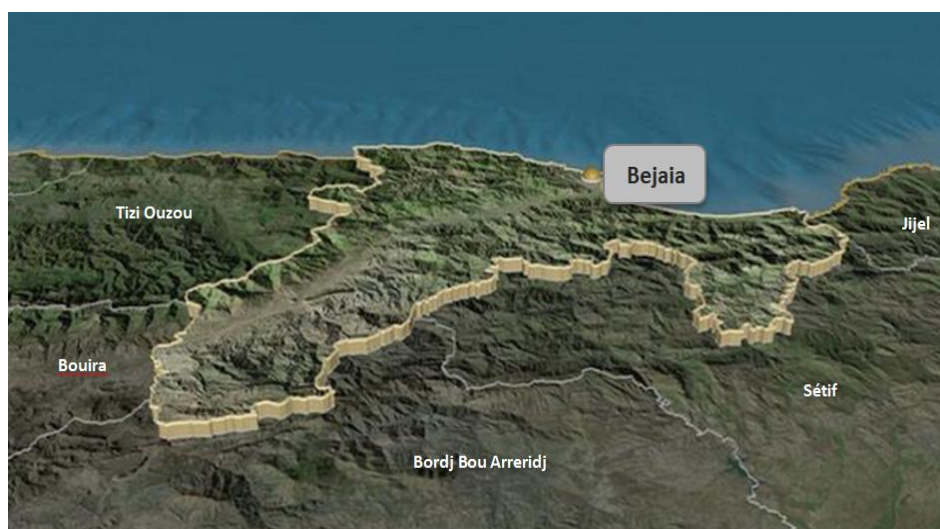 Bejaia
Tizi Ouzou
Jijel
Bouira
Sétif
Bordj Bou Arreridj